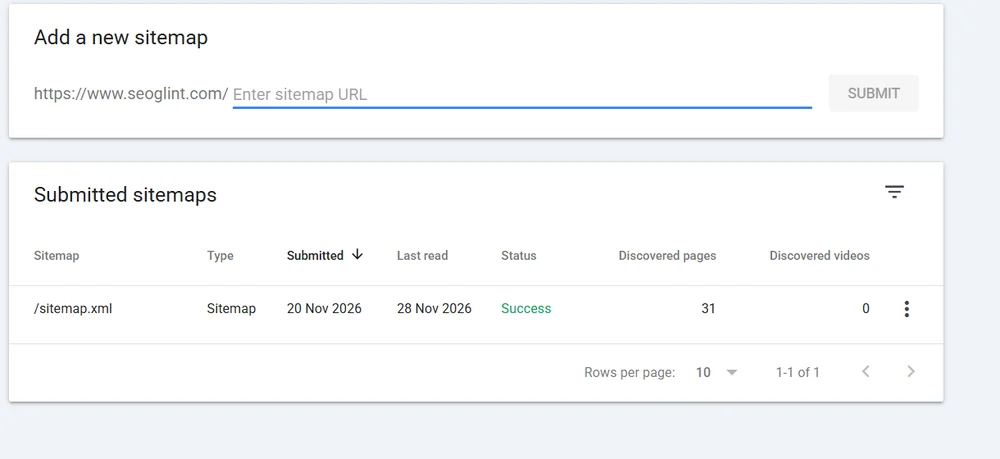 Add a new sitemap
https://www.seoglint.com/ Enter sitemap URL SUBMIT
Submitted sitemaps
Sitemap Type Submitted Last read Status Discovered pages Discovered videos
/sitemap.xml Sitemap 20 Nov 2026 28 Nov 2026 Success 31 0
Rows per page: 10 1-1 of 1